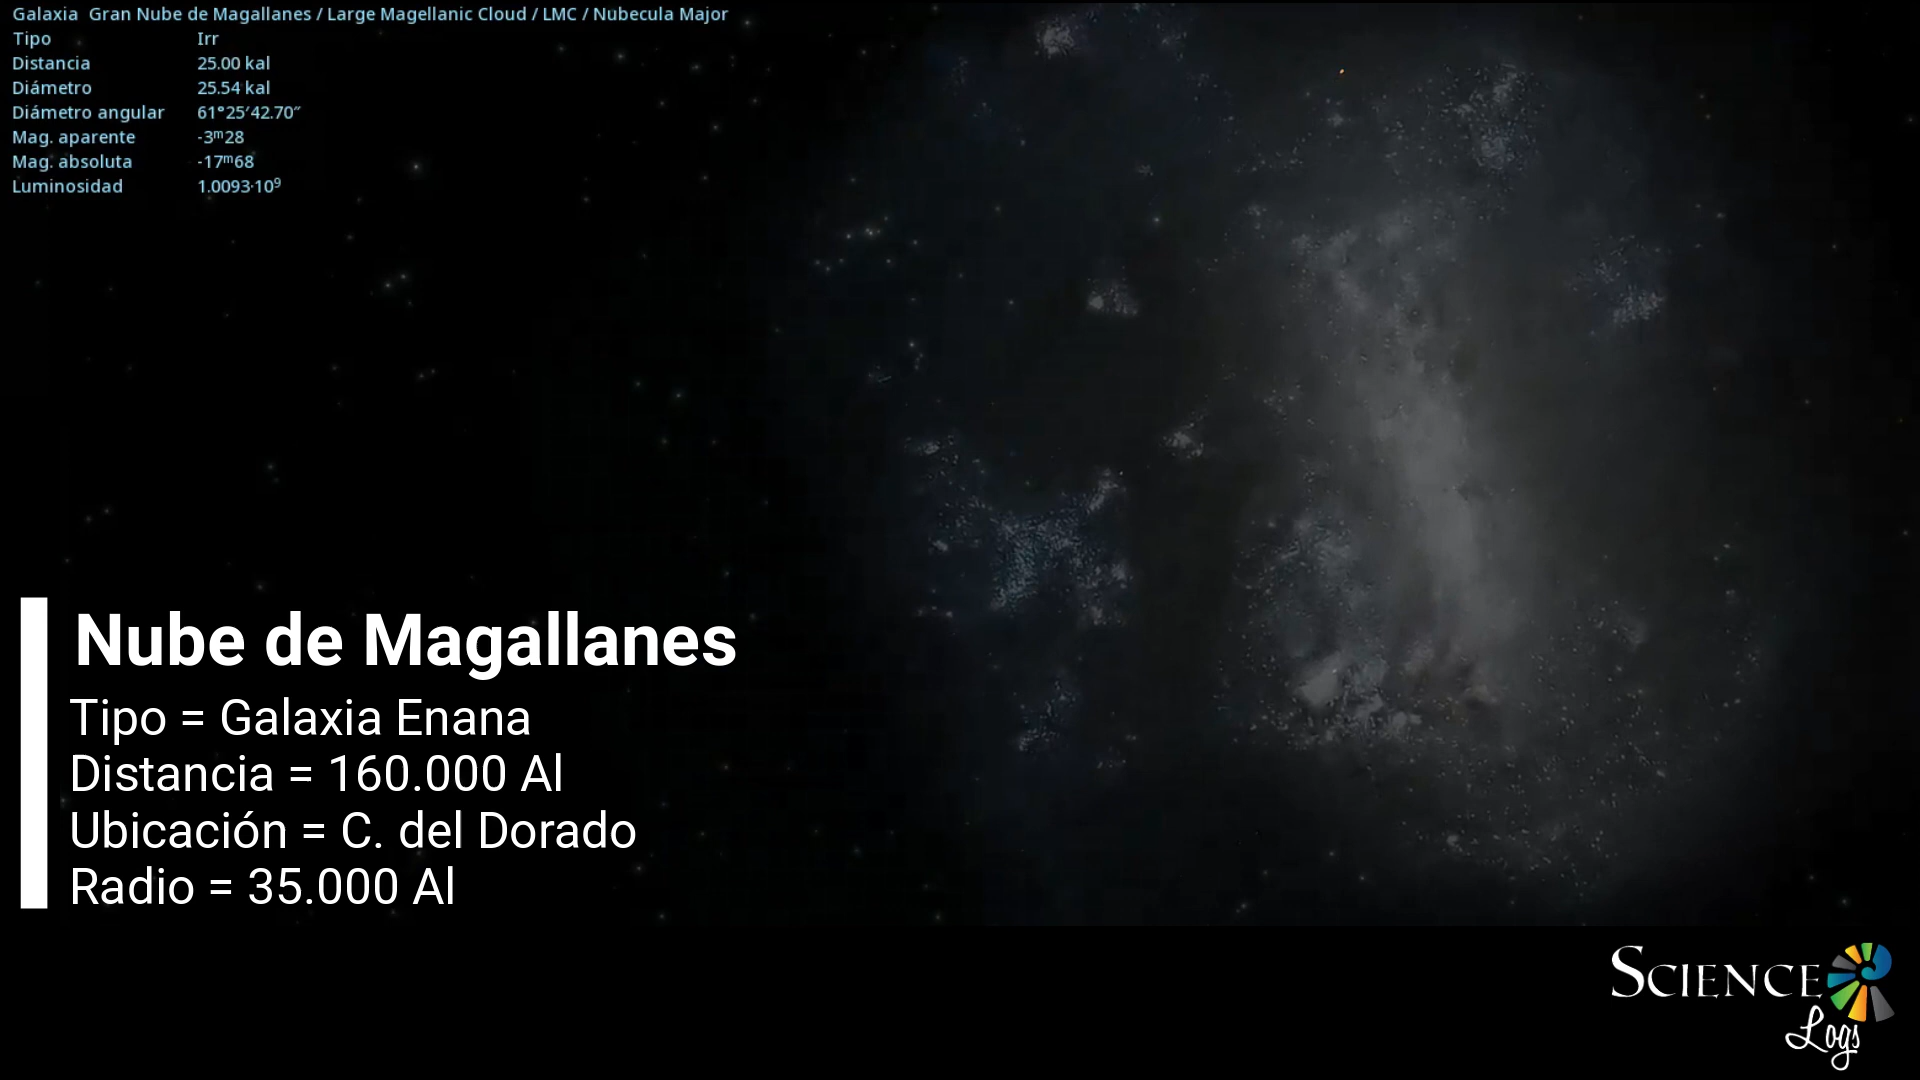 Galaxia Gran Nube de Magallanes / Large Magellanic Cloud / LMC / Nubecula Major
Tipo Irr
Distancia 25.00 kal
Diámetro 25.54 kal
Diámetro angular 61°25′42.70″
Mag. aparente -3ᵐ28
Mag. absoluta -17ᵐ68
Luminosidad 1.0093·10⁹
Nube de Magallanes
Tipo = Galaxia Enana
Distancia = 160.000 Al
Ubicación = C. del Dorado
Radio = 35.000 Al
SCIENCE
Logs